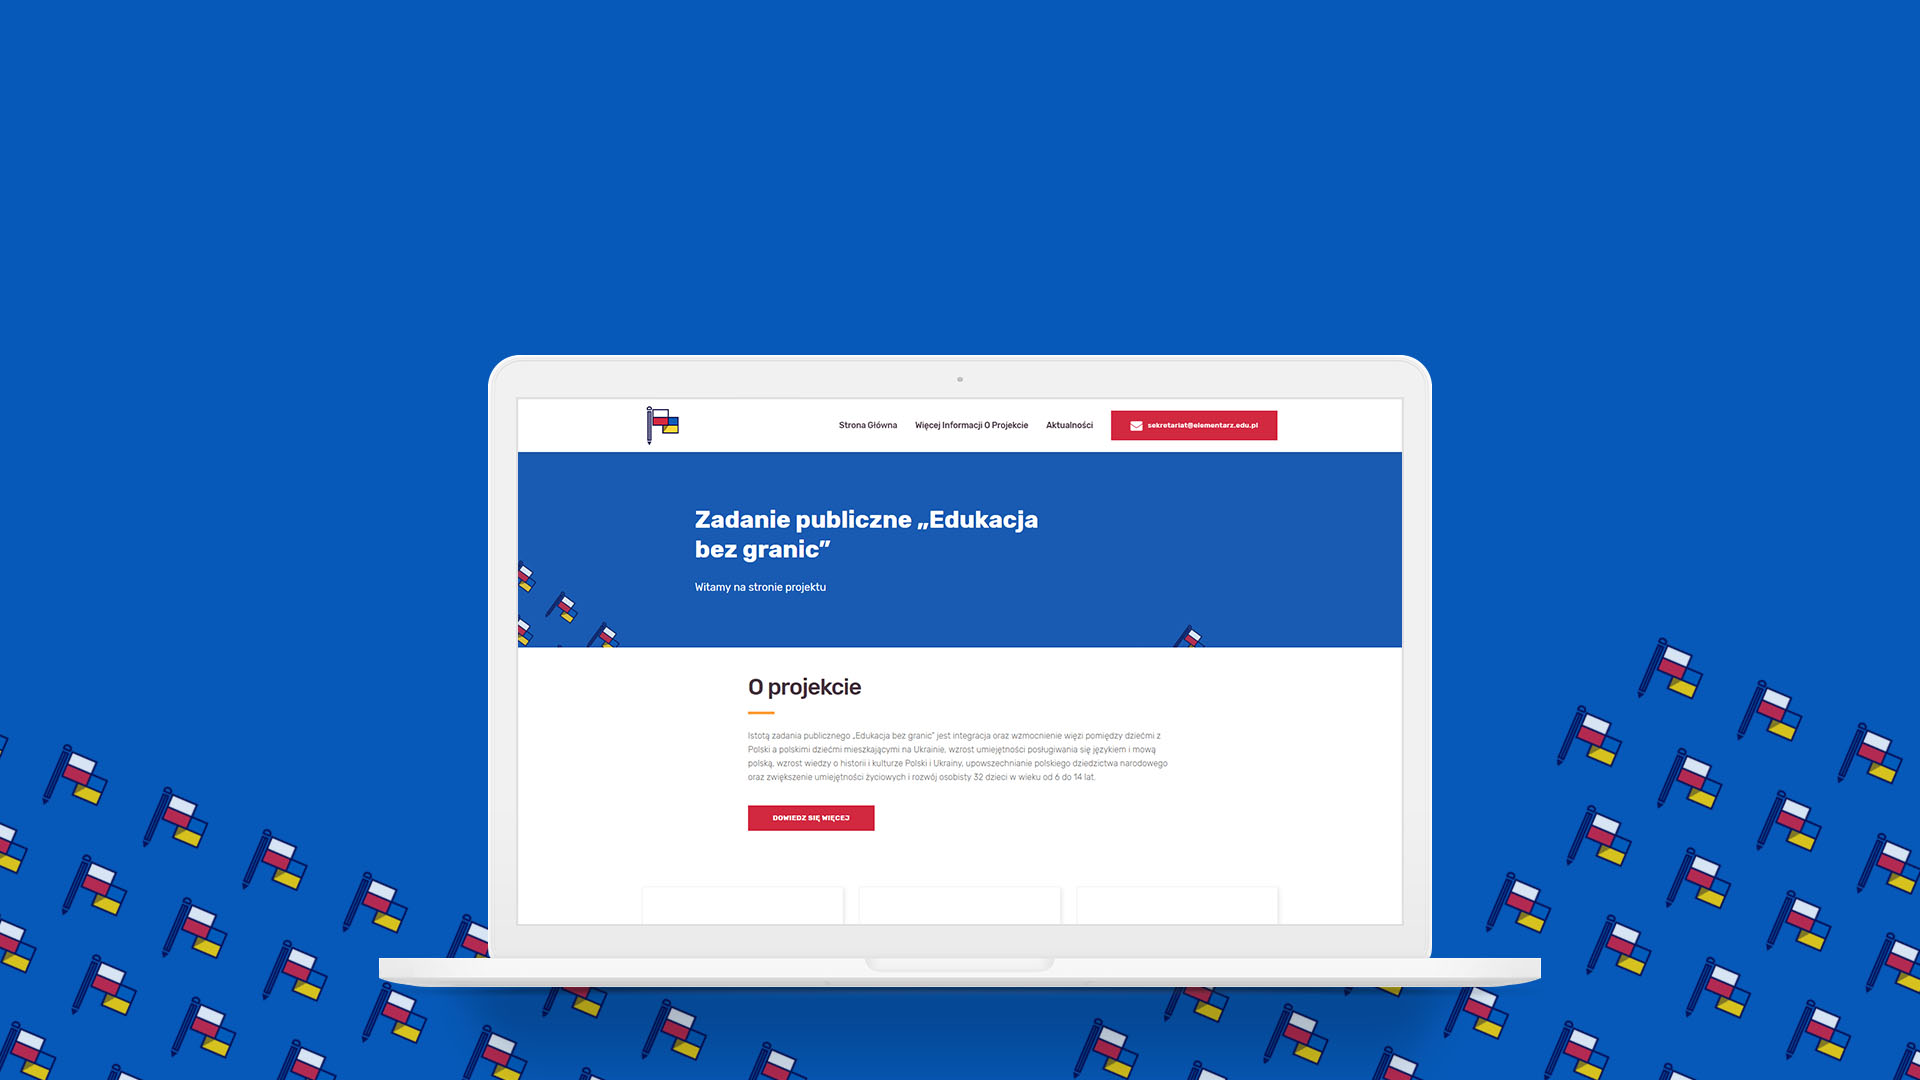 Strona Główna
Więcej Informacji O Projekcie
Aktualności
sekretariat@elementarz.edu.pl
Zadanie publiczne „Edukacja
bez granic”
Witamy na stronie projektu
O projekcie
Istotą zadania publicznego „Edukacja bez granic” jest integracja oraz wzmocnienie więzi pomiędzy dziećmi z
Polski a polskimi dziećmi mieszkającymi na Ukrainie, wzrost umiejętności posługiwania się językiem i mową
polską, wzrost wiedzy o historii i kulturze Polski i Ukrainy, upowszechnianie polskiego dziedzictwa narodowego
oraz zwiększenie umiejętności życiowych i rozwój osobisty 32 dzieci w wieku od 6 do 14 lat.
DOWIEDZ SIĘ WIĘCEJ